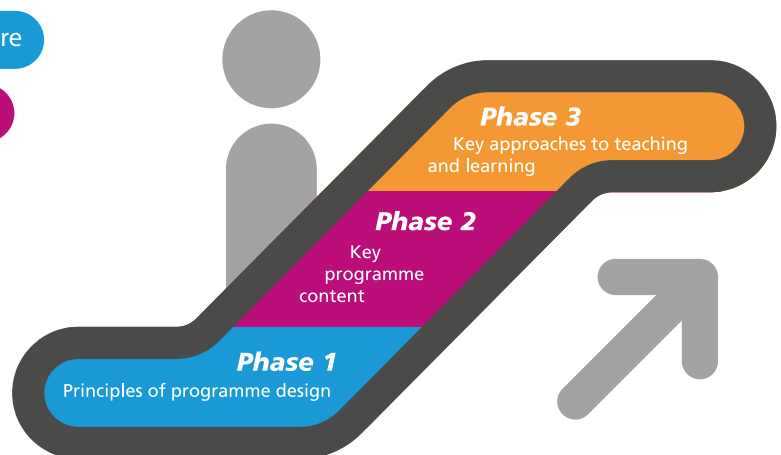 re
Phase 3
Key approaches to teaching
and learning
Phase 2
Key
programme
content
Phase 1
Principles of programme design